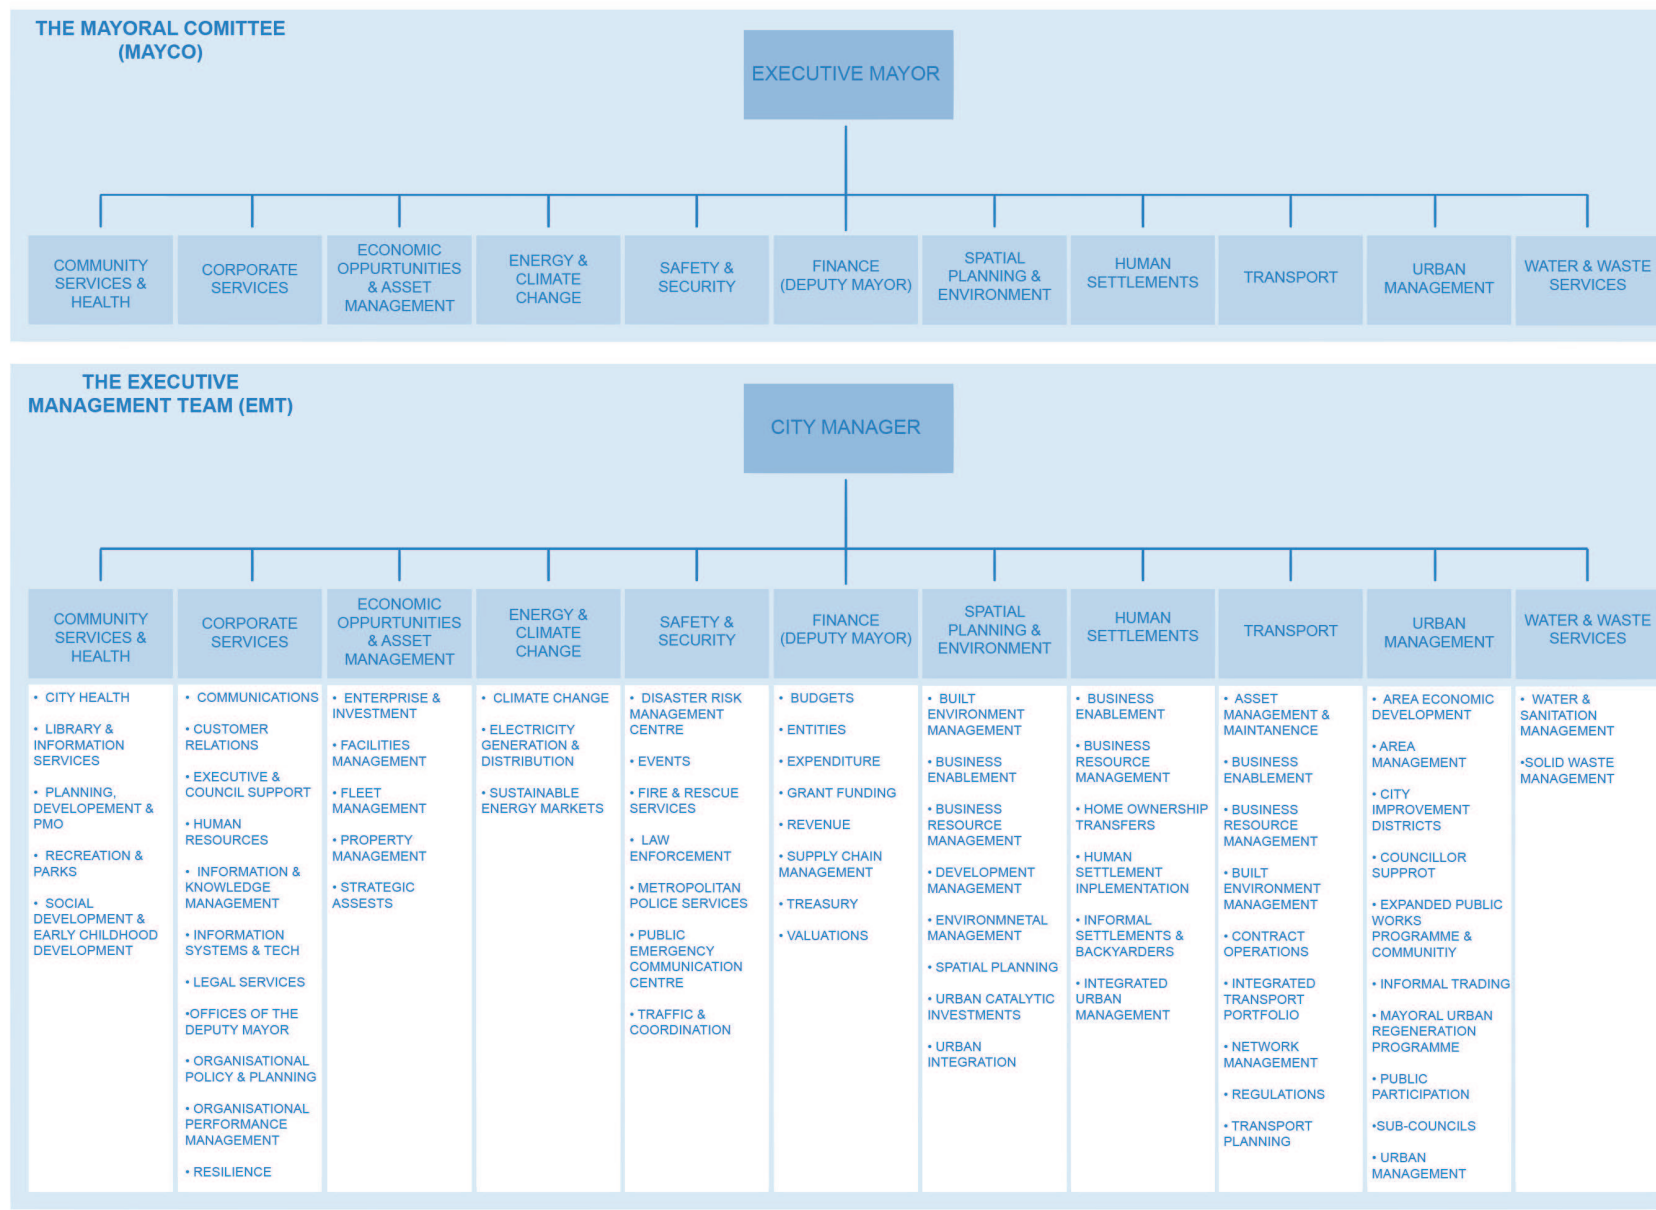 THE MAYORAL COMITTEE
(MAYCO)
EXECUTIVE MAYOR
COMMUNITY
SERVICES &
HEALTH
CORPORATE
SERVICES
ECONOMIC
OPPURTUNITIES
& ASSET
MANAGEMENT
ENERGY &
CLIMATE
CHANGE
SAFETY &
SECURITY
FINANCE
(DEPUTY MAYOR)
SPATIAL
PLANNING &
ENVIRONMENT
HUMAN
SETTLEMENTS
TRANSPORT
URBAN
MANAGEMENT
WATER & WASTE
SERVICES
THE EXECUTIVE
MANAGEMENT TEAM (EMT)
CITY MANAGER
COMMUNITY
SERVICES &
HEALTH
CORPORATE
SERVICES
ECONOMIC
OPPURTUNITIES
& ASSET
MANAGEMENT
ENERGY &
CLIMATE
CHANGE
SAFETY &
SECURITY
FINANCE
(DEPUTY MAYOR)
SPATIAL
PLANNING &
ENVIRONMENT
HUMAN
SETTLEMENTS
TRANSPORT
URBAN
MANAGEMENT
WATER & WASTE
SERVICES
• CITY HEALTH
• LIBRARY &
INFORMATION
SERVICES
• PLANNING,
DEVELOPEMENT &
PMO
• RECREATION &
PARKS
• SOCIAL
DEVELOPMENT &
EARLY CHILDHOOD
DEVELOPMENT
• COMMUNICATIONS
• CUSTOMER
RELATIONS
• EXECUTIVE &
COUNCIL SUPPORT
• HUMAN
RESOURCES
• INFORMATION &
KNOWLEDGE
MANAGEMENT
• INFORMATION
SYSTEMS & TECH
• LEGAL SERVICES
•OFFICES OF THE
DEPUTY MAYOR
• ORGANISATIONAL
POLICY & PLANNING
• ORGANISATIONAL
PERFORMANCE
MANAGEMENT
• RESILIENCE
• ENTERPRISE &
INVESTMENT
• FACILITIES
MANAGEMENT
• FLEET
MANAGEMENT
• PROPERTY
MANAGEMENT
• STRATEGIC
ASSESTS
• CLIMATE CHANGE
• ELECTRICITY
GENERATION &
DISTRIBUTION
• SUSTAINABLE
ENERGY MARKETS
• DISASTER RISK
MANAGEMENT
CENTRE
• EVENTS
• FIRE & RESCUE
SERVICES
• LAW
ENFORCEMENT
• METROPOLITAN
POLICE SERVICES
• PUBLIC
EMERGENCY
COMMUNICATION
CENTRE
• TRAFFIC &
COORDINATION
• BUDGETS
• ENTITIES
• EXPENDITURE
• GRANT FUNDING
• REVENUE
• SUPPLY CHAIN
MANAGEMENT
• TREASURY
• VALUATIONS
• BUILT
ENVIRONMENT
MANAGEMENT
• BUSINESS
ENABLEMENT
• BUSINESS
RESOURCE
MANAGEMENT
• DEVELOPMENT
MANAGEMENT
• ENVIRONMNETAL
MANAGEMENT
• SPATIAL PLANNING
• URBAN CATALYTIC
INVESTMENTS
• URBAN
INTEGRATION
• BUSINESS
ENABLEMENT
• BUSINESS
RESOURCE
MANAGEMENT
• HOME OWNERSHIP
TRANSFERS
• HUMAN
SETTLEMENT
INPLEMENTATION
• INFORMAL
SETTLEMENTS &
BACKYARDERS
• INTEGRATED
URBAN
MANAGEMENT
• ASSET
MANAGEMENT &
MAINTANENCE
• BUSINESS
ENABLEMENT
• BUSINESS
RESOURCE
MANAGEMENT
• BUILT
ENVIRONMENT
MANAGEMENT
• CONTRACT
OPERATIONS
• INTEGRATED
TRANSPORT
PORTFOLIO
• NETWORK
MANAGEMENT
• REGULATIONS
• TRANSPORT
PLANNING
• AREA ECONOMIC
DEVELOPMENT
• AREA
MANAGEMENT
• CITY
IMPROVEMENT
DISTRICTS
• COUNCILLOR
SUPPROT
• EXPANDED PUBLIC
WORKS
PROGRAMME &
COMMUNITIY
• INFORMAL TRADING
• MAYORAL URBAN
REGENERATION
PROGRAMME
• PUBLIC
PARTICIPATION
•SUB-COUNCILS
• URBAN
MANAGEMENT
• WATER &
SANITATION
MANAGEMENT
•SOLID WASTE
MANAGEMENT